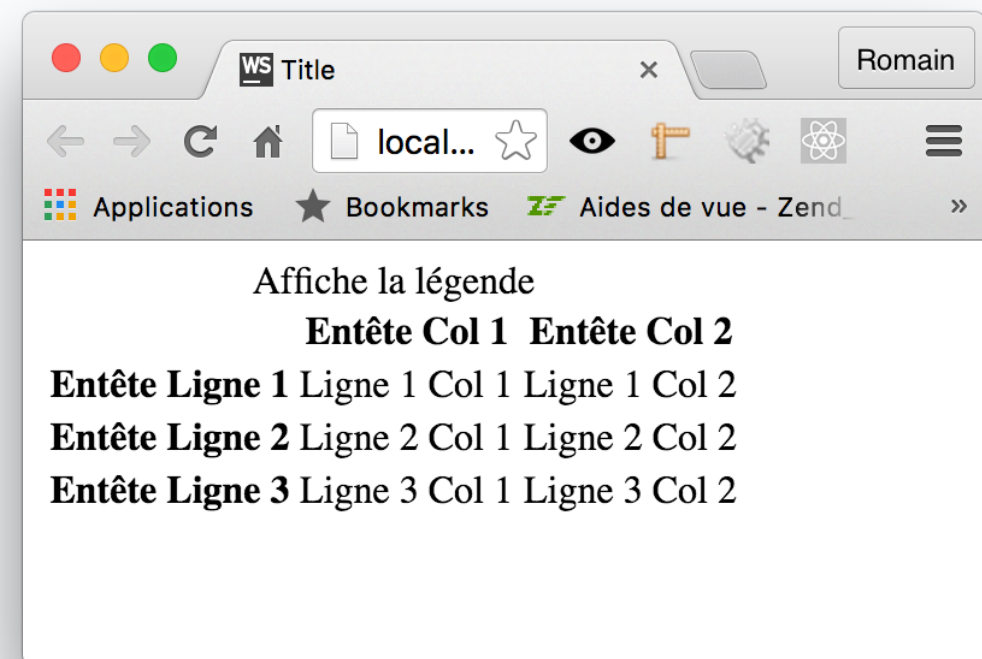 WS Title
Romain
local...
Applications Bookmarks ZF Aides de vue - Zend_ »
Affiche la légende
Entête Col 1 Entête Col 2
Entête Ligne 1 Ligne 1 Col 1 Ligne 1 Col 2
Entête Ligne 2 Ligne 2 Col 1 Ligne 2 Col 2
Entête Ligne 3 Ligne 3 Col 1 Ligne 3 Col 2